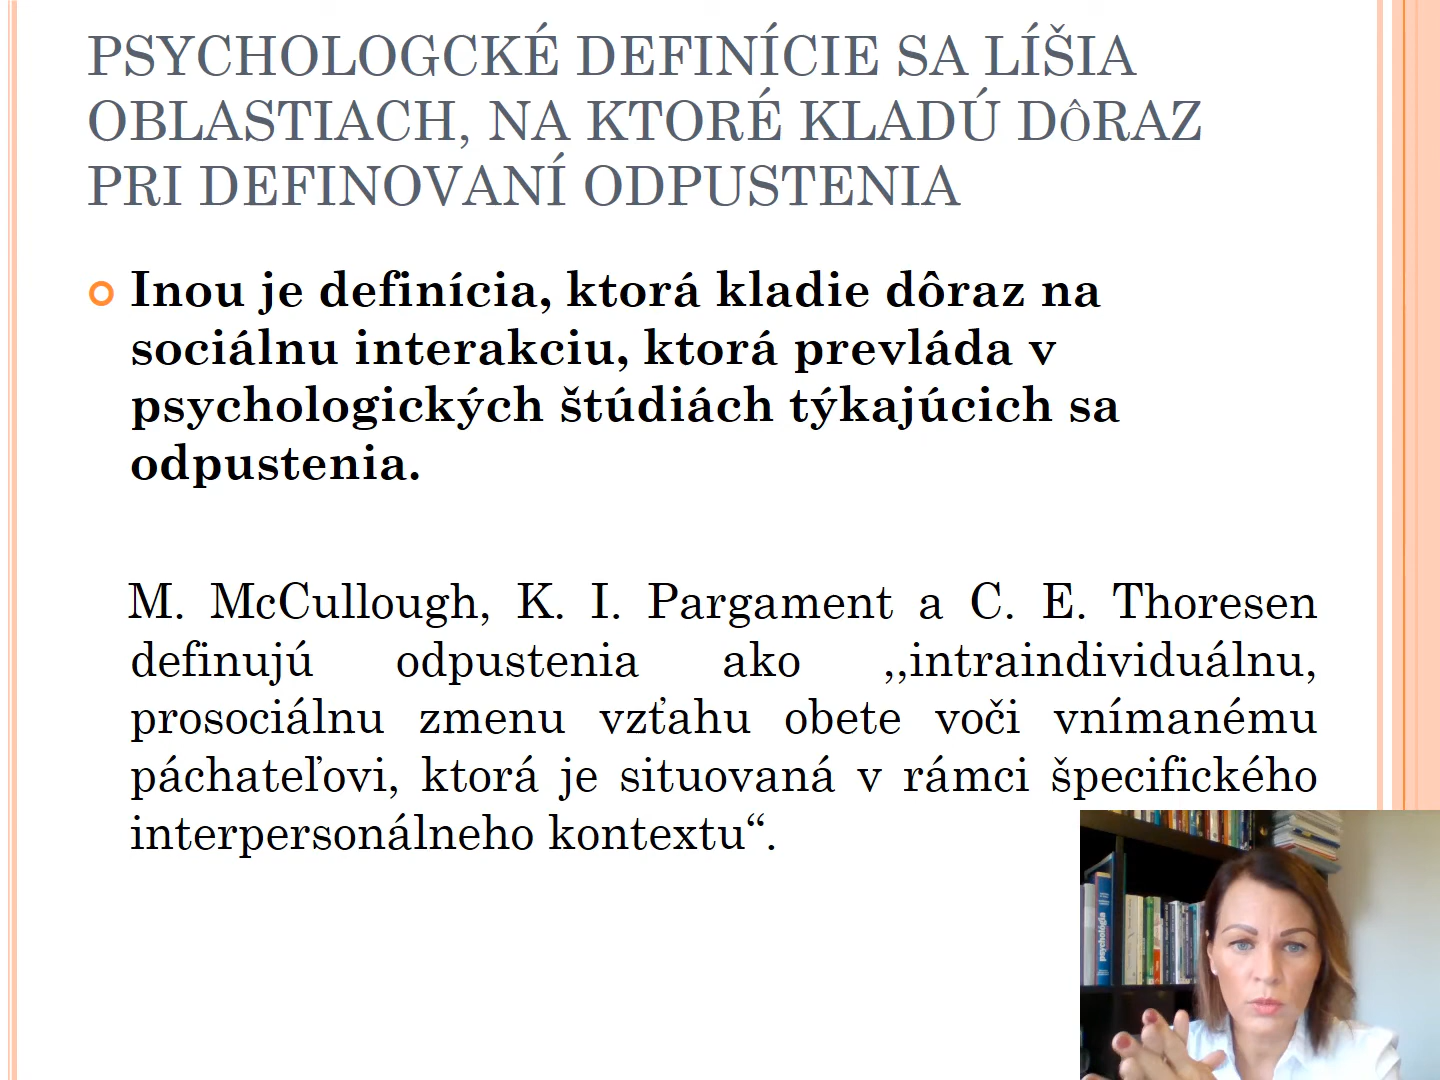 PSYCHOLOGCKÉ DEFINÍCIE SA LÍŠIA
OBLASTIACH, NA KTORÉ KLADÚ DÔRAZ
PRI DEFINOVANÍ ODPUSTENIA
Inou je definícia, ktorá kladie dôraz na
sociálnu interakciu, ktorá prevláda v
psychologických štúdiách týkajúcich sa
odpustenia.
M. McCullough, K. I. Pargament a C. E. Thoresen
definujú odpustenia ako ,,intraindividuálnu,
prosociálnu zmenu vzťahu obete voči vnímanému
páchateľovi, ktorá je situovaná v rámci špecifického
interpersonálneho kontextu“.
psychológia